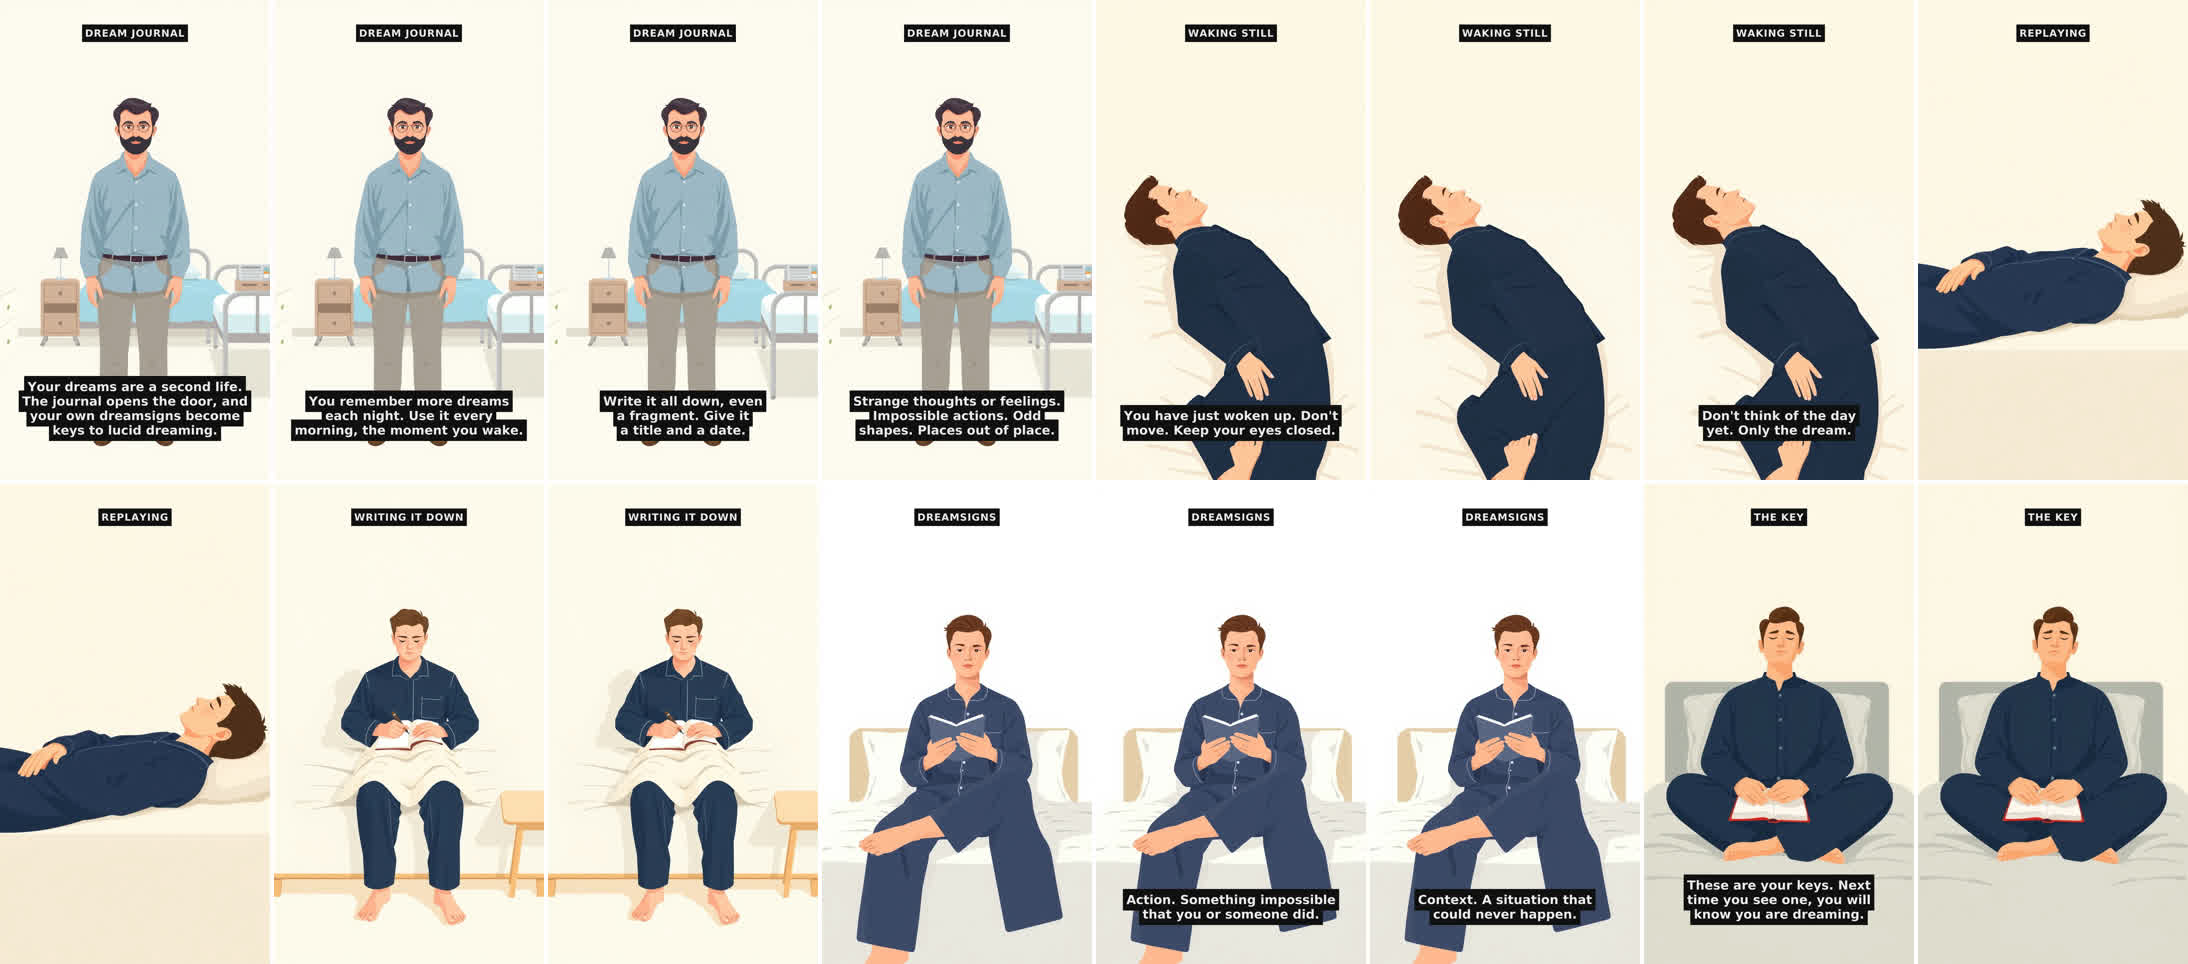 DREAM JOURNAL
Your dreams are a second life.
The journal opens the door, and
your own dreamsigns become
keys to lucid dreaming.
DREAM JOURNAL
You remember more dreams
each night. Use it every
morning, the moment you wake.
DREAM JOURNAL
Write it all down, even
a fragment. Give it
a title and a date.
DREAM JOURNAL
Strange thoughts or feelings.
Impossible actions. Odd
shapes. Places out of place.
WAKING STILL
You have just woken up. Don't
move. Keep your eyes closed.
WAKING STILL
WAKING STILL
Don't think of the day
yet. Only the dream.
REPLAYING
REPLAYING
WRITING IT DOWN
WRITING IT DOWN
DREAMSIGNS
DREAMSIGNS
Action. Something impossible
that you or someone did.
DREAMSIGNS
Context. A situation that
could never happen.
THE KEY
These are your keys. Next
time you see one, you will
know you are dreaming.
THE KEY